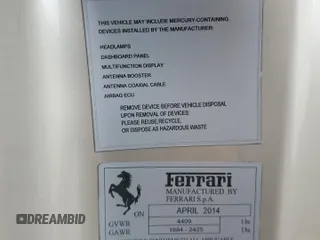 THIS VEHICLE MAY INCLUDE MERCURY-CONTAINING
DEVICES INSTALLED BY THE MANUFACTURER:
HEADLAMPS
DASHBOARD PANEL
MULTIFUNCTION DISPLAY
ANTENNA BOOSTER
ANTENNA COAXIAL CABLE
AIRBAG ECU
REMOVE DEVICE BEFORE VEHICLE DISPOSAL
UPON REMOVAL OF DEVICES:
PLEASE REUSE, RECYCLE,
OR DISPOSE AS HAZARDOUS WASTE
Ferrari
MANUFACTURED BY
FERRARI S.p.A.
ON APRIL 2014
GVWR 4409 lbs
GAWR 1984 - 2425 lbs
DREAMBID